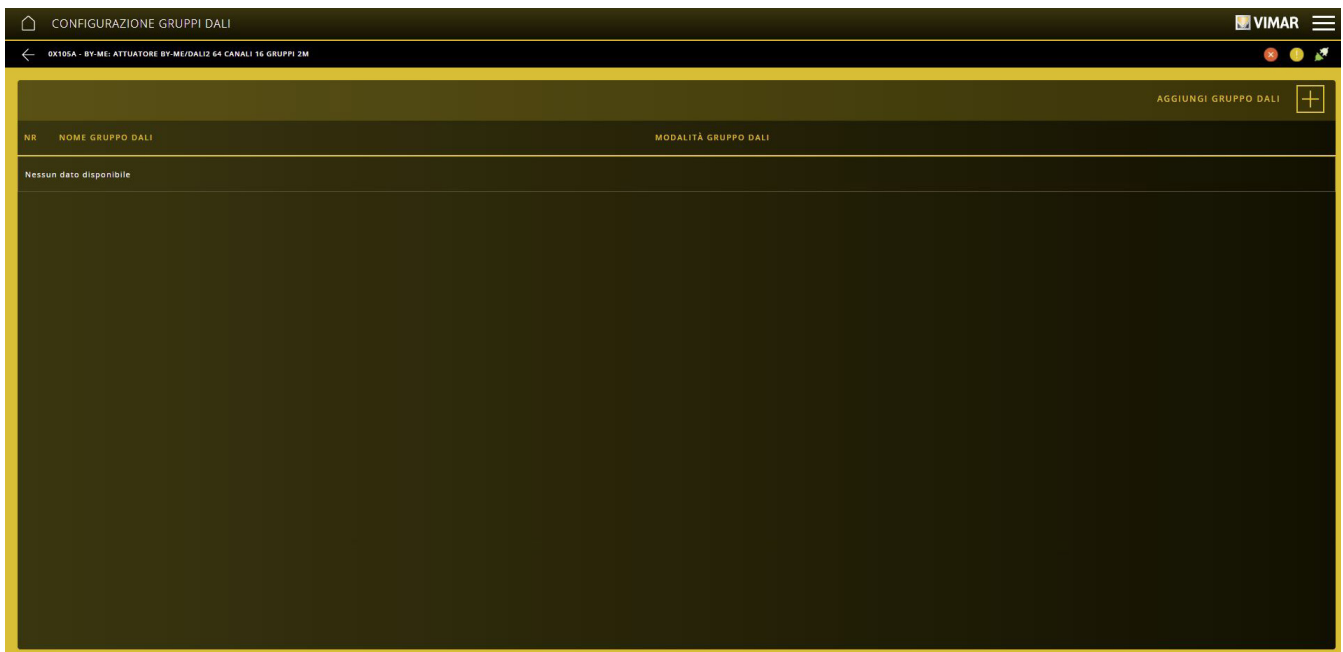 CONFIGURAZIONE GRUPPI DALI
VIMAR
0X105A - BY-ME: ATTUATORE BY-ME/DALI2 64 CANALI 16 GRUPPI 2M
AGGIUNGI GRUPPO DALI
NR NOME GRUPPO DALI MODALITÀ GRUPPO DALI
Nessun dato disponibile